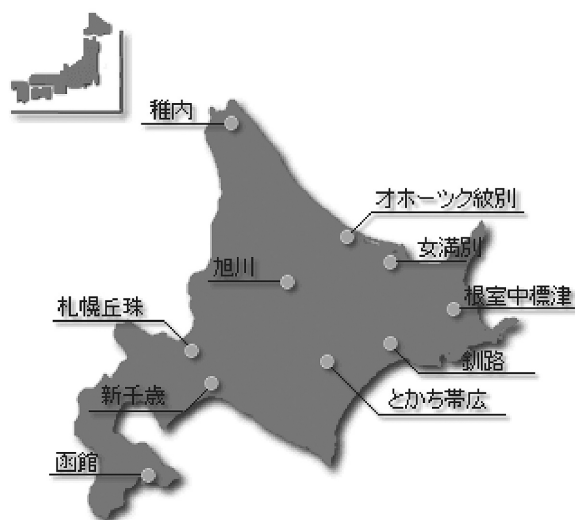 稚内
オホーツク紋別
女満別
旭川
根室中標津
札幌丘珠
釧路
新千歳
とかち帯広
函館